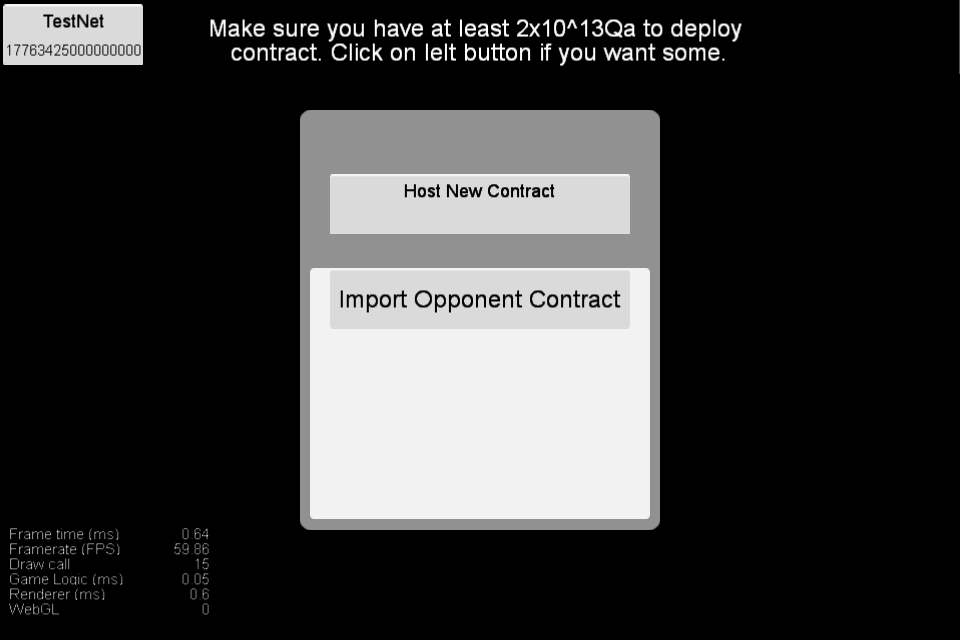 TestNet
17763425000000000
Make sure you have at least 2x10^13Qa to deploy
contract. Click on lelt button if you want some.
Host New Contract
Import Opponent Contract
Frame time (ms) 0.64
Framerate (FPS) 59.86
Draw call 15
Game Logic (ms) 0.05
Renderer (ms) 0.6
WebGL 0